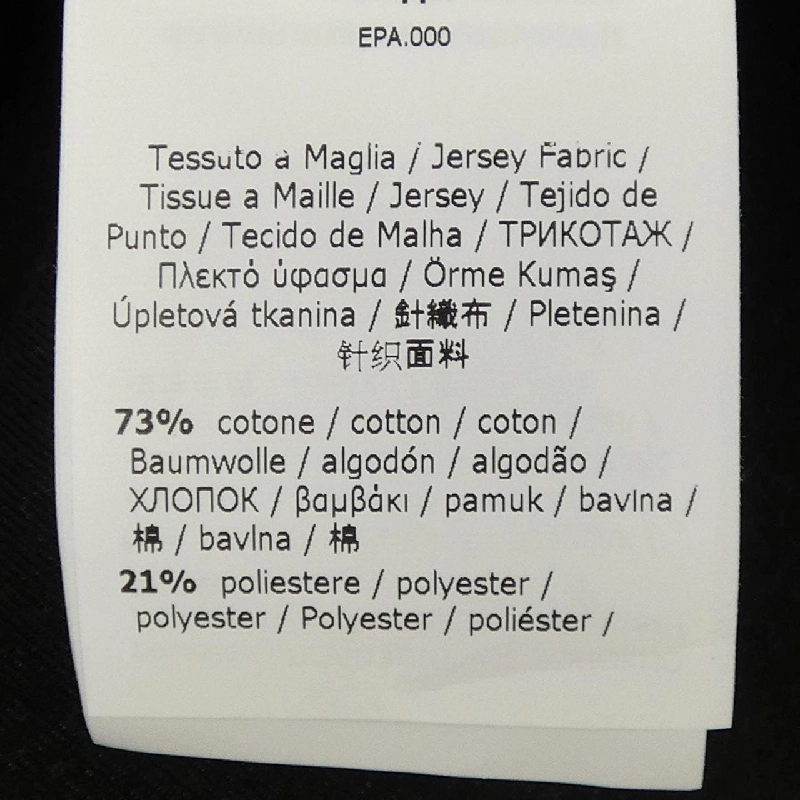 EPA.000
Tessuto a Maglia / Jersey Fabric /
Tissue a Maille / Jersey / Tejido de
Punto / Tecido de Malha / ТРИКОТАЖ /
Πλεκτό ύφασμα / Örme Kumaş /
Úpletová tkanina / 針織布 / Pletenina /
针织面料
73% cotone / cotton / coton /
Baumwolle / algodón / algodão /
ХЛОПОК / βαμβάκι / pamuk / bavlna /
棉 / bavlna / 棉
21% poliestere / polyester /
polyester / Polyester / poliéster /